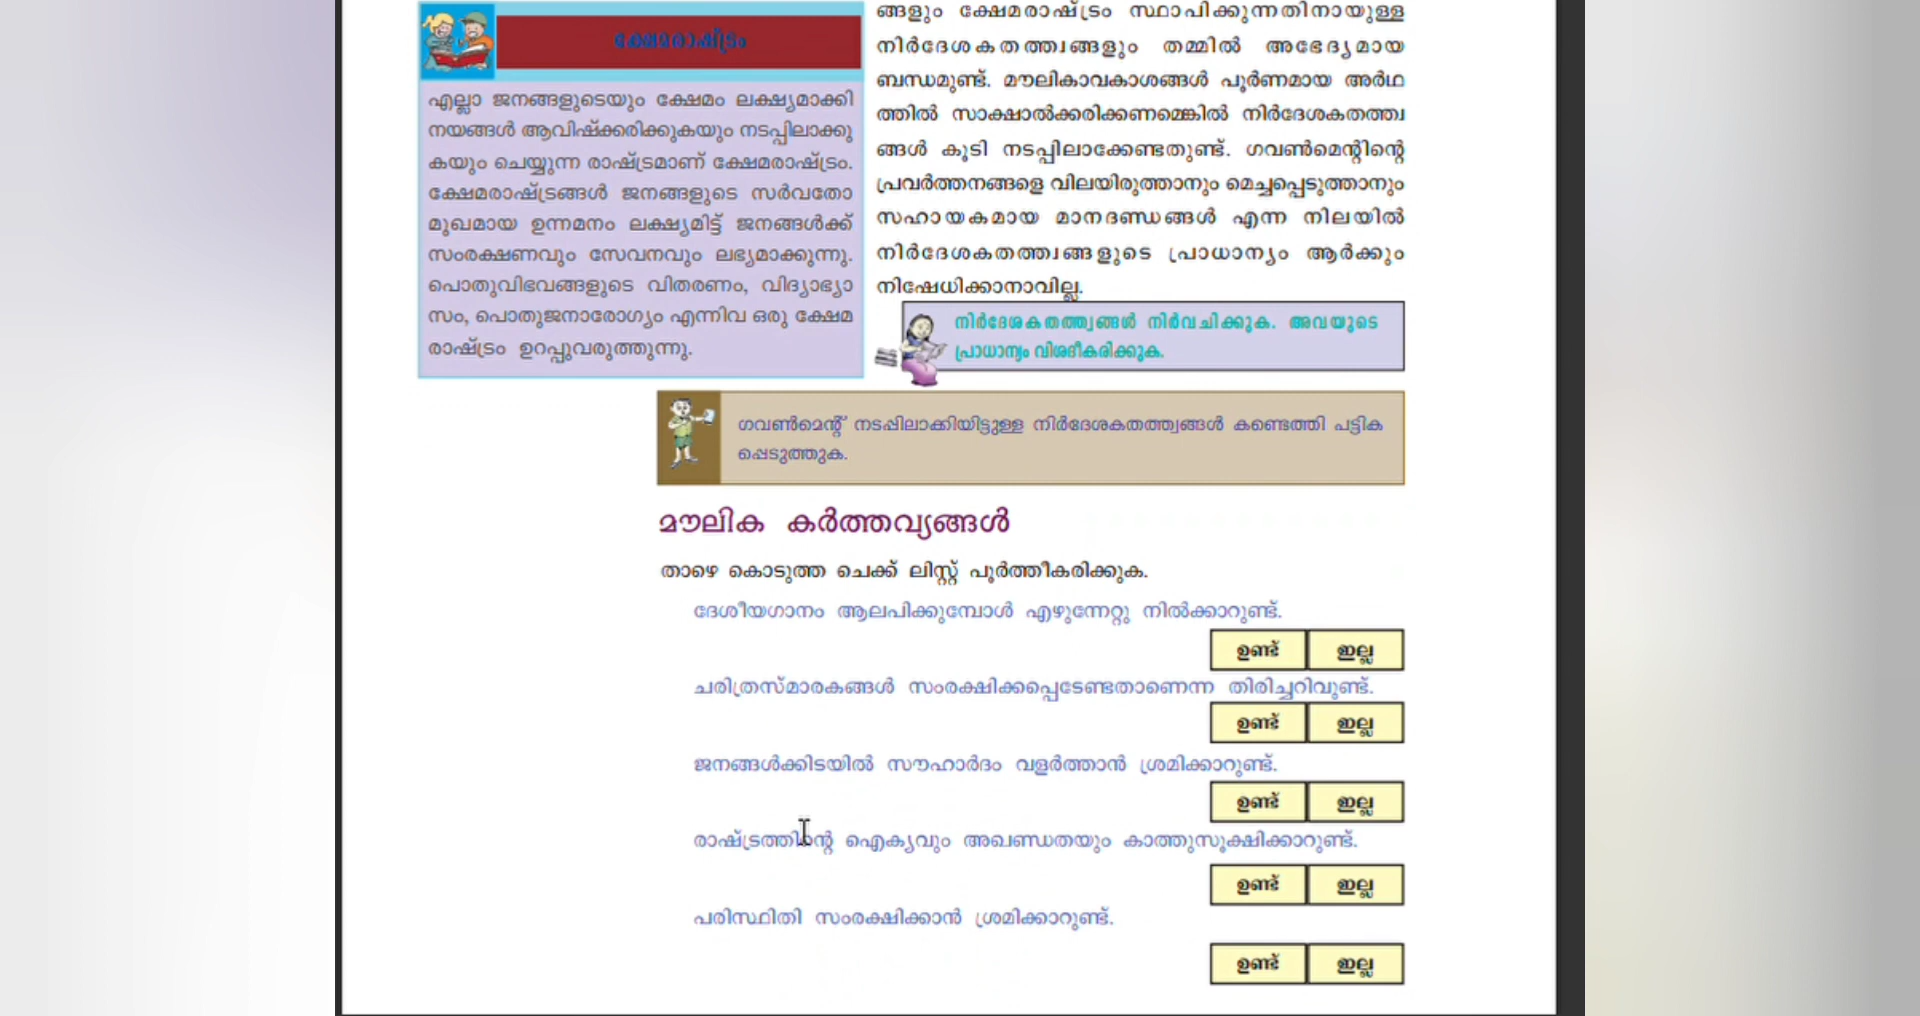 ക്ഷേമരാഷ്ട്രം
എല്ലാ ജനങ്ങളുടെയും ക്ഷേമം ലക്ഷ്യമാക്കി
നയങ്ങൾ ആവിഷ്ക്കരിക്കുകയും നടപ്പിലാക്കു
കയും ചെയ്യുന്ന രാഷ്ട്രമാണ് ക്ഷേമരാഷ്ട്രം.
ക്ഷേമരാഷ്ട്രങ്ങൾ ജനങ്ങളുടെ സർവതോ
മുഖമായ ഉന്നമനം ലക്ഷ്യമിട്ട് ജനങ്ങൾക്ക്
സംരക്ഷണവും സേവനവും ലഭ്യമാക്കുന്നു.
പൊതുവിഭവങ്ങളുടെ വിതരണം, വിദ്യാഭ്യാ
സം, പൊതുജനാരോഗ്യം എന്നിവ ഒരു ക്ഷേമ
രാഷ്ട്രം ഉറപ്പുവരുത്തുന്നു.
ങ്ങളും ക്ഷേമരാഷ്ട്രം സ്ഥാപിക്കുന്നതിനായുള്ള
നിർദേശകതത്ത്വങ്ങളും തമ്മിൽ അഭേദ്യമായ
ബന്ധമുണ്ട്. മൗലികാവകാശങ്ങൾ പൂർണമായ അർഥ
ത്തിൽ സാക്ഷാൽക്കരിക്കണമെങ്കിൽ നിർദേശകതത്ത്വ
ങ്ങൾ കൂടി നടപ്പിലാക്കേണ്ടതുണ്ട്. ഗവൺമെന്റിന്റെ
പ്രവർത്തനങ്ങളെ വിലയിരുത്താനും മെച്ചപ്പെടുത്താനും
സഹായകമായ മാനദണ്ഡങ്ങൾ എന്ന നിലയിൽ
നിർദേശകതത്ത്വങ്ങളുടെ പ്രാധാന്യം ആർക്കും
നിഷേധിക്കാനാവില്ല.
നിർദേശകതത്ത്വങ്ങൾ നിർവചിക്കുക. അവയുടെ
പ്രാധാന്യം വിശദീകരിക്കുക.
ഗവൺമെന്റ് നടപ്പിലാക്കിയിട്ടുള്ള നിർദേശകതത്ത്വങ്ങൾ കണ്ടെത്തി പട്ടിക
പ്പെടുത്തുക.
മൗലിക കർത്തവ്യങ്ങൾ
താഴെ കൊടുത്ത ചെക്ക് ലിസ്റ്റ് പൂർത്തീകരിക്കുക.
ദേശീയഗാനം ആലപിക്കുമ്പോൾ എഴുന്നേറ്റു നിൽക്കാറുണ്ട്.
ഉണ്ട് ഇല്ല
ചരിത്രസ്മാരകങ്ങൾ സംരക്ഷിക്കപ്പെടേണ്ടതാണെന്ന തിരിച്ചറിവുണ്ട്.
ഉണ്ട് ഇല്ല
ജനങ്ങൾക്കിടയിൽ സൗഹാർദം വളർത്താൻ ശ്രമിക്കാറുണ്ട്.
ഉണ്ട് ഇല്ല
രാഷ്ട്രത്തിന്റെ ഐക്യവും അഖണ്ഡതയും കാത്തുസൂക്ഷിക്കാറുണ്ട്.
ഉണ്ട് ഇല്ല
പരിസ്ഥിതി സംരക്ഷിക്കാൻ ശ്രമിക്കാറുണ്ട്.
ഉണ്ട് ഇല്ല